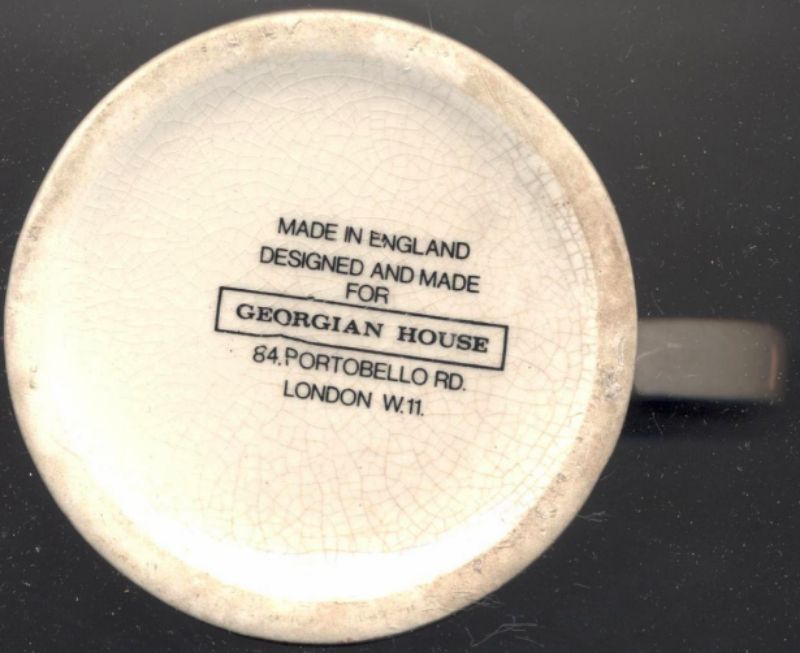 MADE IN ENGLAND
DESIGNED AND MADE
FOR
GEORGIAN HOUSE
84.PORTOBELLO RD.
LONDON W.11.